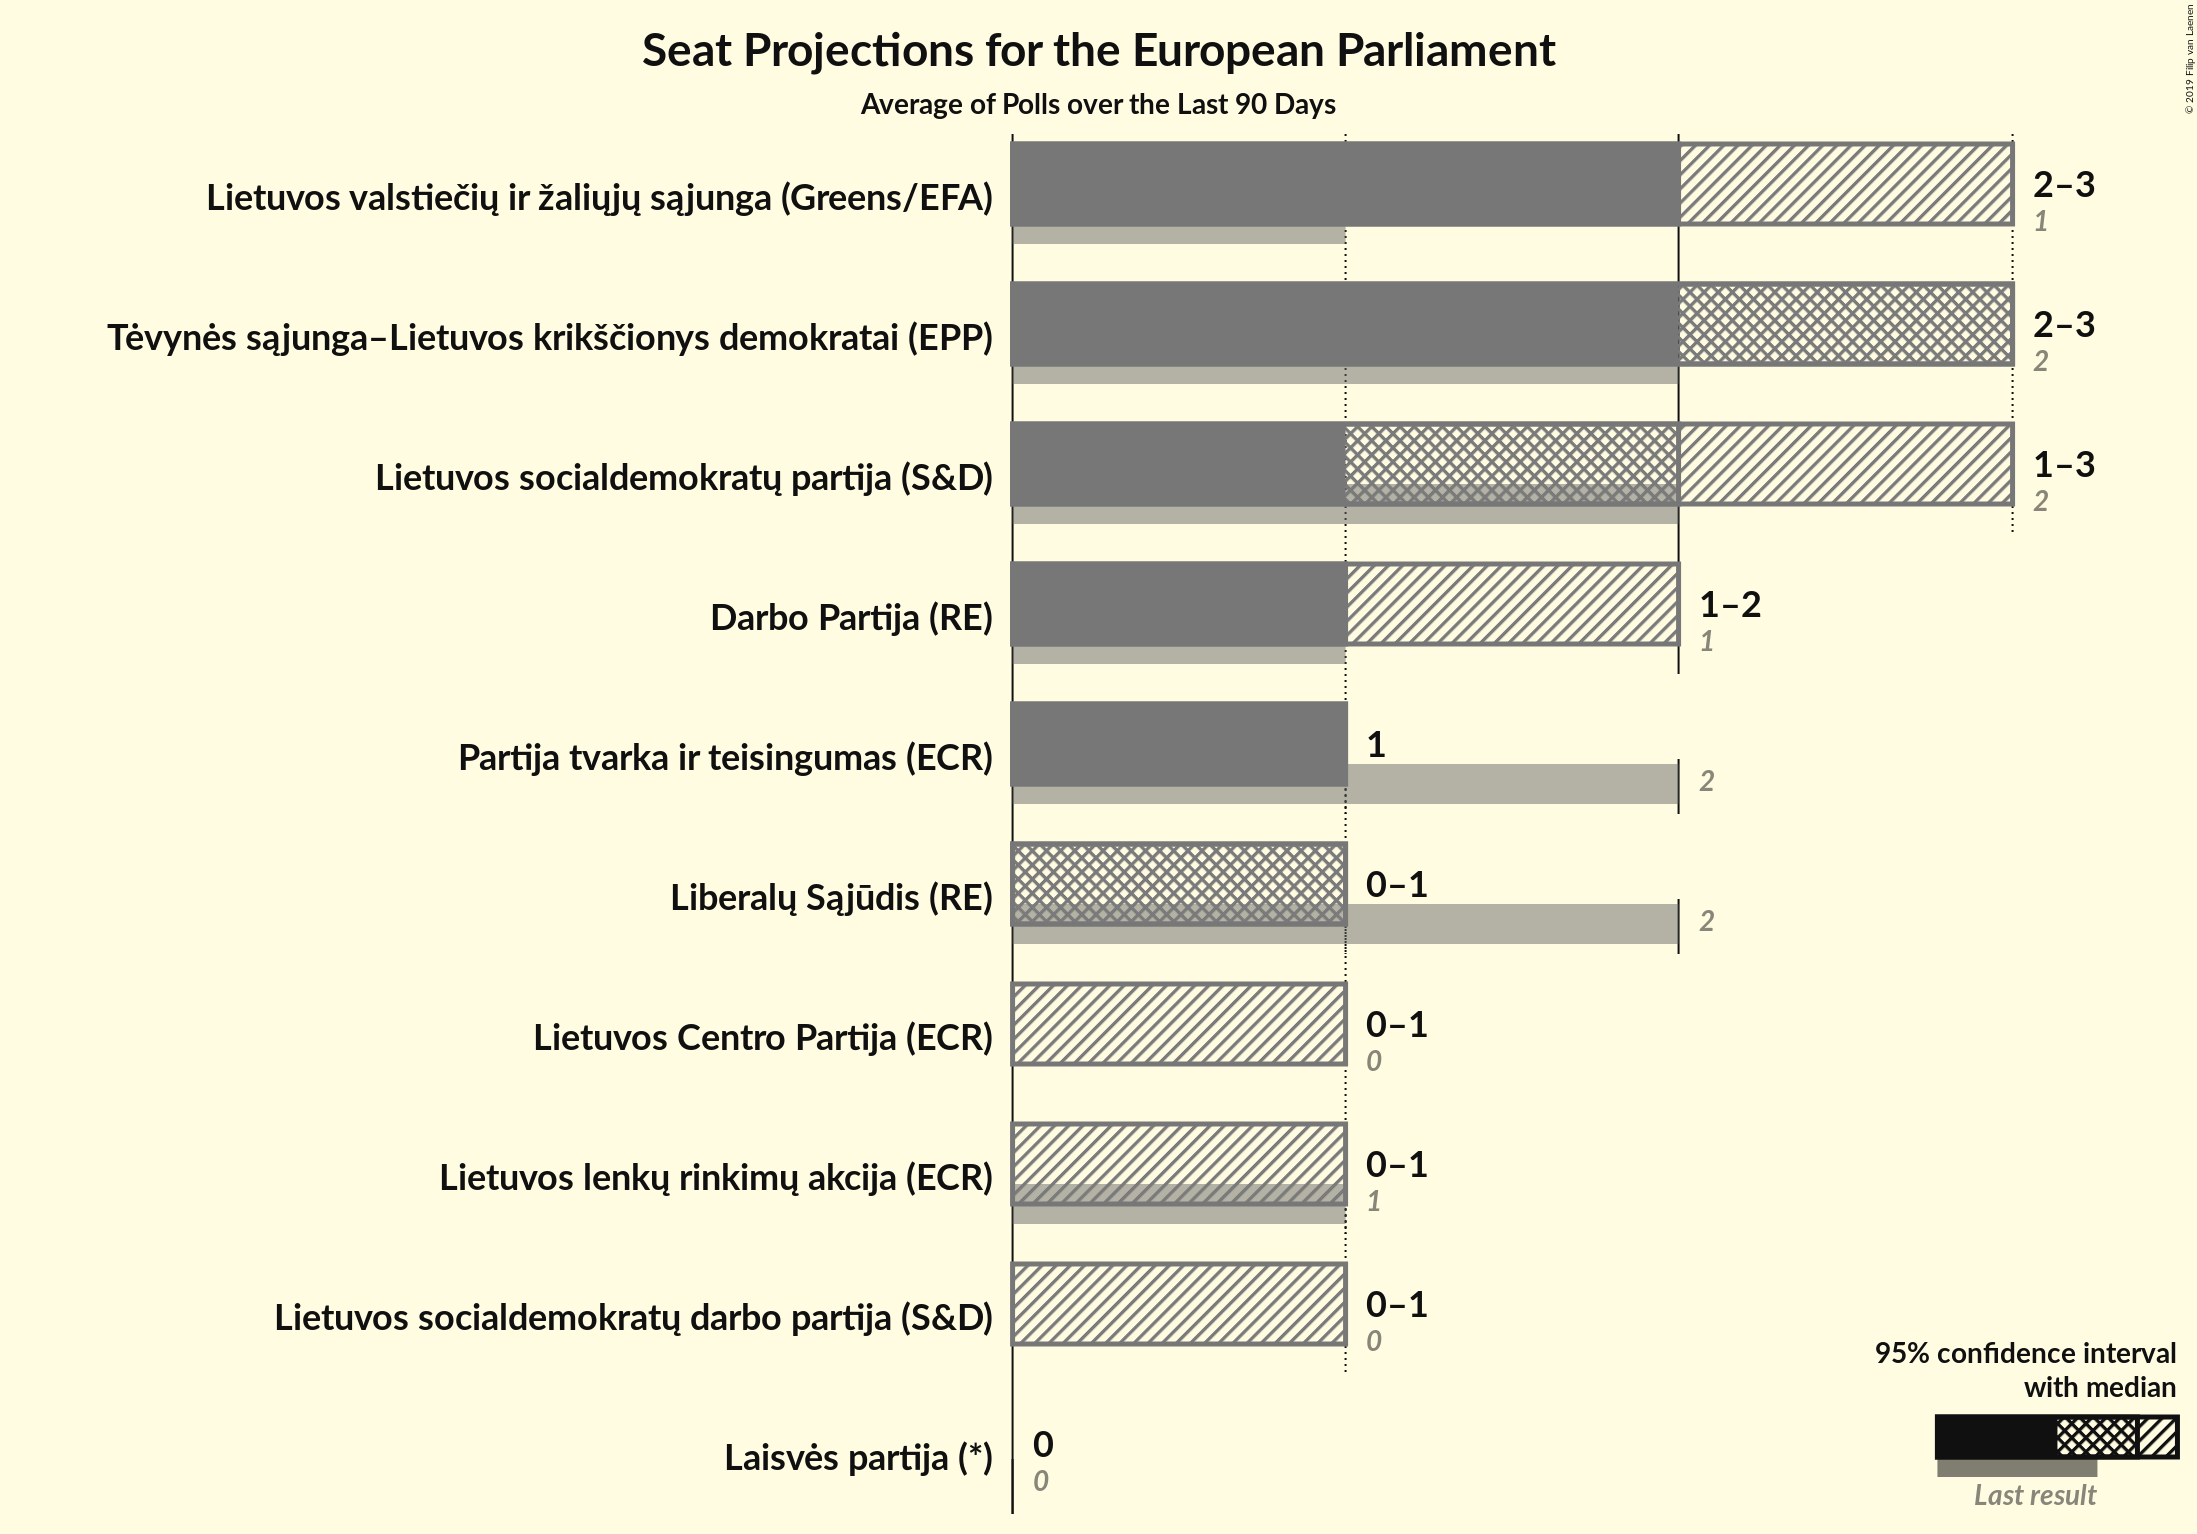 Seat Projections for the European Parliament
Average of Polls over the Last 90 Days
© 2019 Filip van Laenen
Lietuvos valstiečių ir žaliųjų sąjunga (Greens/EFA)
2–3
1
Tėvynės sąjunga–Lietuvos krikščionys demokratai (EPP)
2–3
2
Lietuvos socialdemokratų partija (S&D)
1–3
2
Darbo Partija (RE)
1–2
1
Partija tvarka ir teisingumas (ECR)
1
2
Liberalų Sąjūdis (RE)
0–1
2
Lietuvos Centro Partija (ECR)
0–1
0
Lietuvos lenkų rinkimų akcija (ECR)
0–1
1
Lietuvos socialdemokratų darbo partija (S&D)
0–1
0
Laisvės partija (*)
0
0
95% confidence interval
with median
Last result